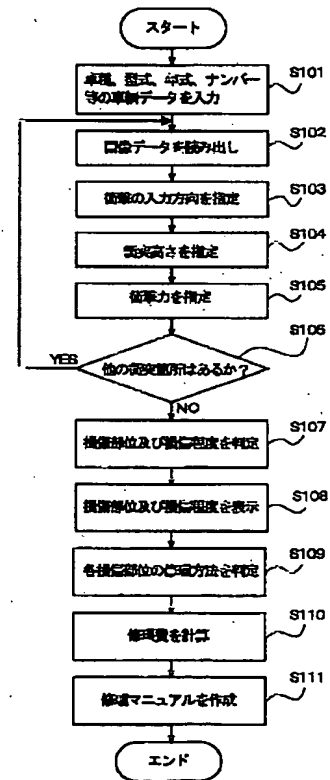 スタート
車種、型式、年式、ナンバー
等の車輌データを入力
S101
画像データを読み出し
S102
衝撃の入力方向を指定
S103
衝突高さを指定
S104
衝撃力を指定
S105
他の衝突箇所はあるか？
S106
YES
NO
損傷部位及び損傷程度を判定
S107
損傷部位及び損傷程度を表示
S108
各損傷部位の修理方法を判定
S109
修理費を計算
S110
修理マニュアルを作成
S111
エンド